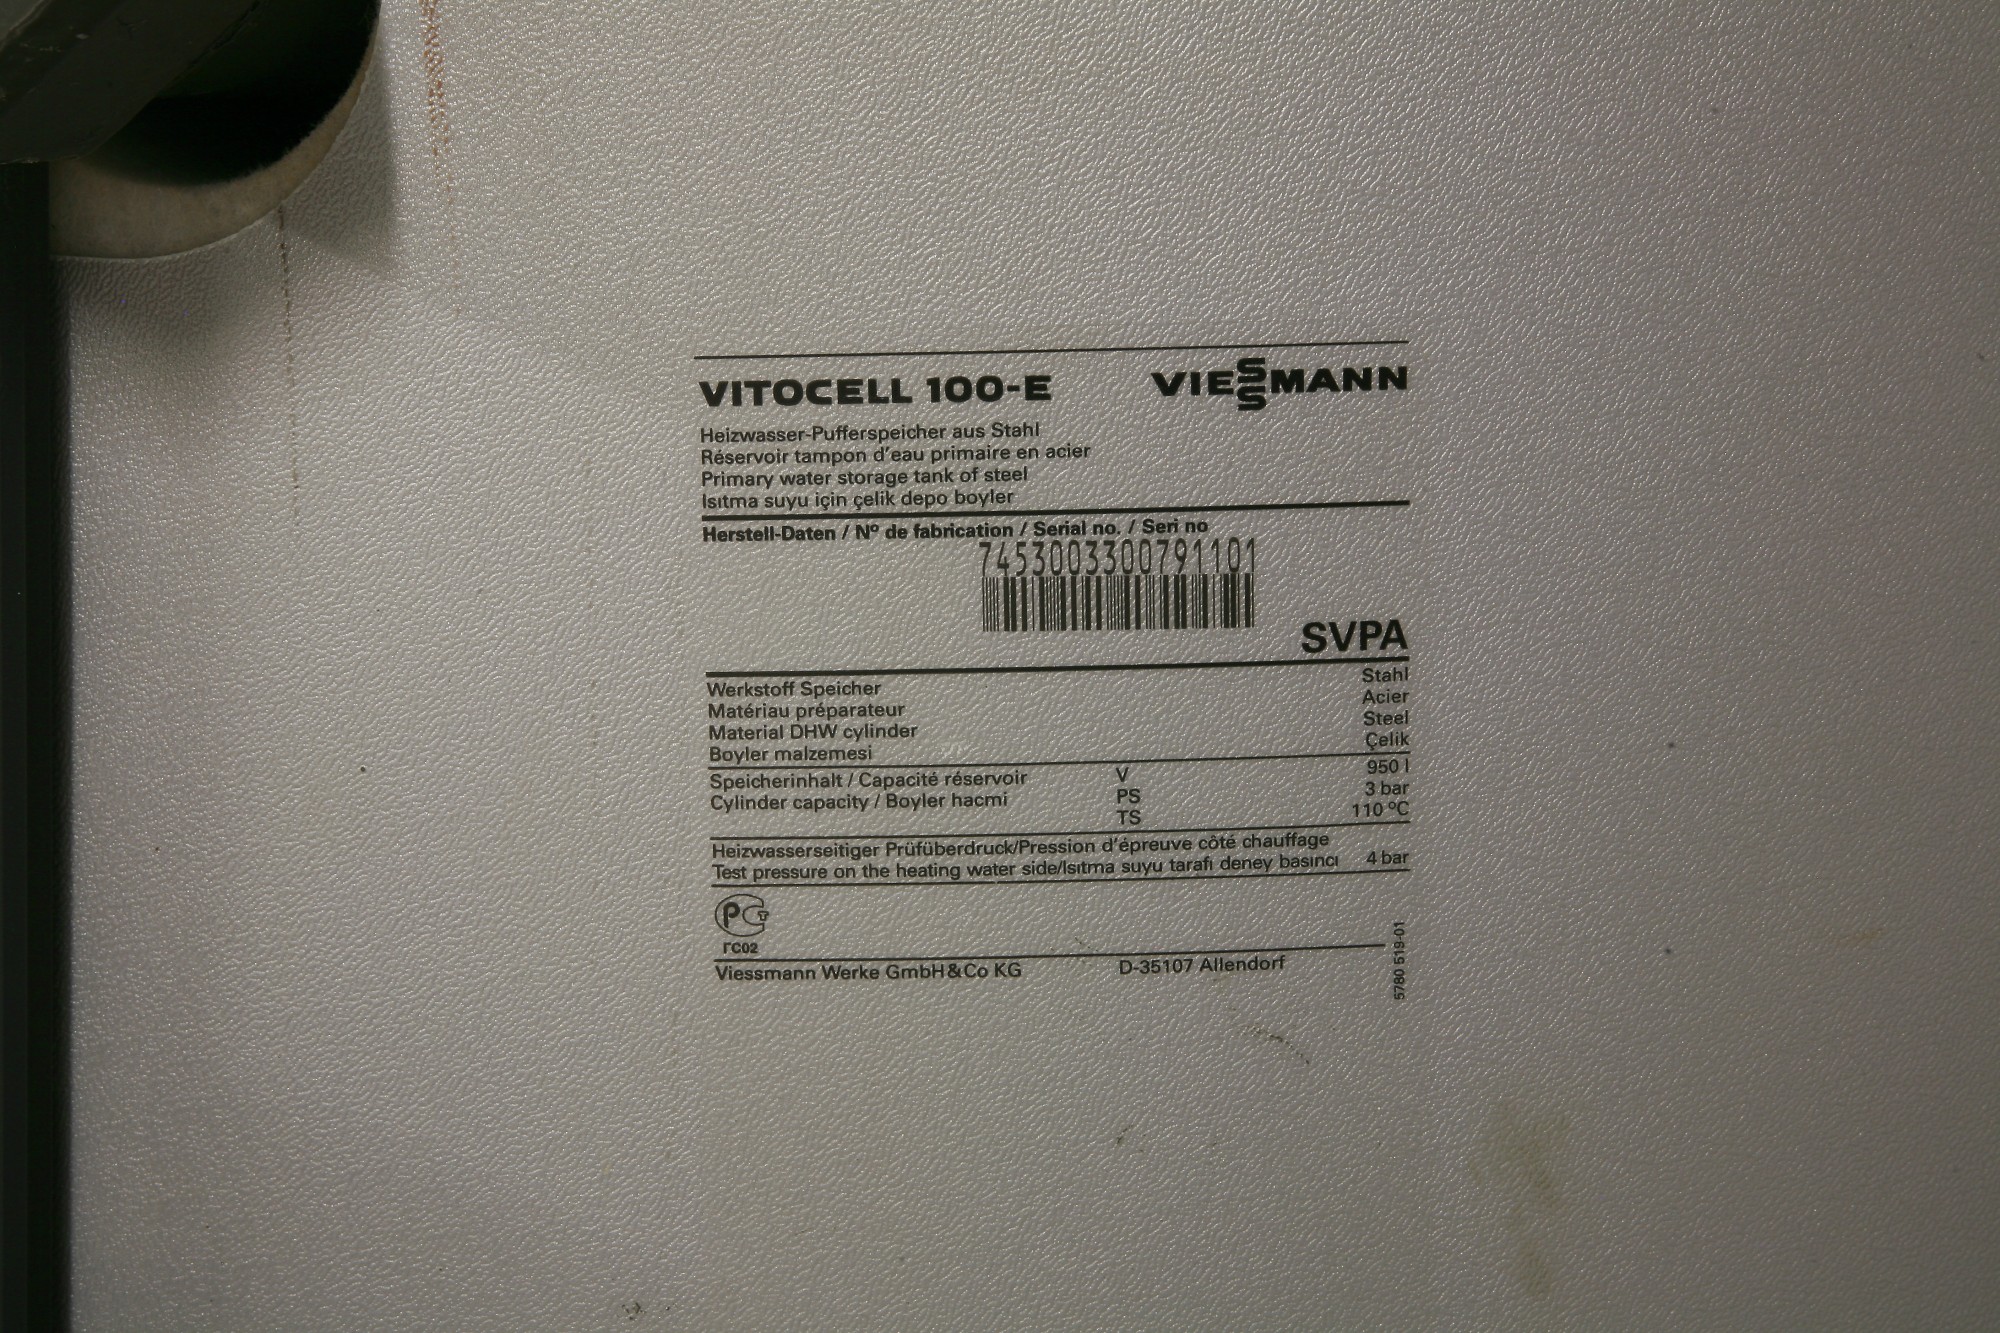 VITOCELL 100-E VIESSMANN
Heizwasser-Pufferspeicher aus Stahl
Réservoir tampon d'eau primaire en acier
Primary water storage tank of steel
Isıtma suyu için çelik depo boyler
Herstell-Daten / Nº de fabrication / Serial no. / Seri no
7453003300791101
SVPA
Werkstoff Speicher Stahl
Matériau préparateur Acier
Material DHW cylinder Steel
Boyler malzemesi Çelik
Speicherinhalt / Capacité réservoir V 950 l
Cylinder capacity / Boyler hacmi PS 3 bar
TS 110 ºC
Heizwasserseitiger Prüfüberdruck/Pression d'épreuve côté chauffage
Test pressure on the heating water side/Isıtma suyu tarafı deney basıncı 4 bar
PCT
ГC02
Viessmann Werke GmbH&Co KG D-35107 Allendorf
5780 519-01